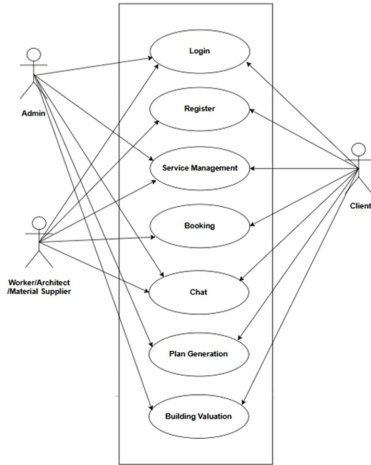 Login
Admin
Register
Service Management
Client
Booking
Worker/Architect
/Material Supplier
Chat
Plan Generation
Building Valuation